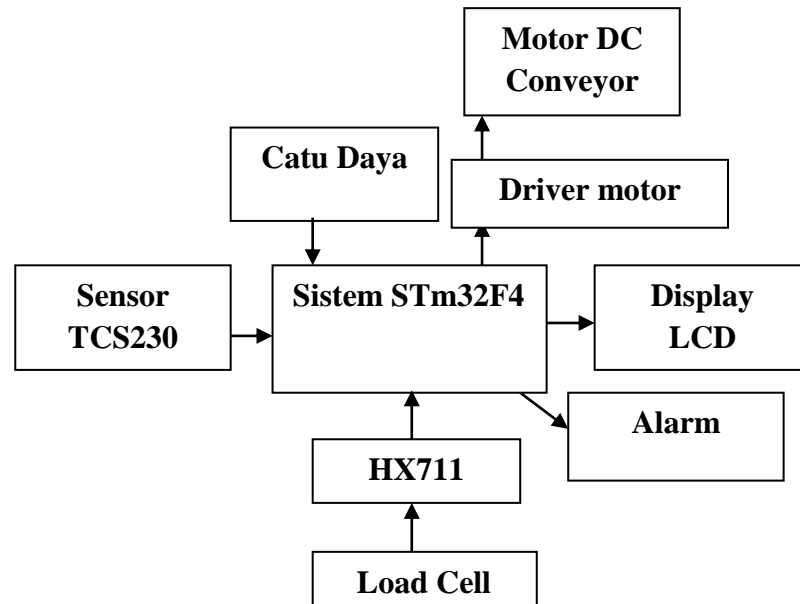 Motor DC
Conveyor
Catu Daya
Driver motor
Sensor
TCS230
Sistem STm32F4
Display
LCD
Alarm
HX711
Load Cell